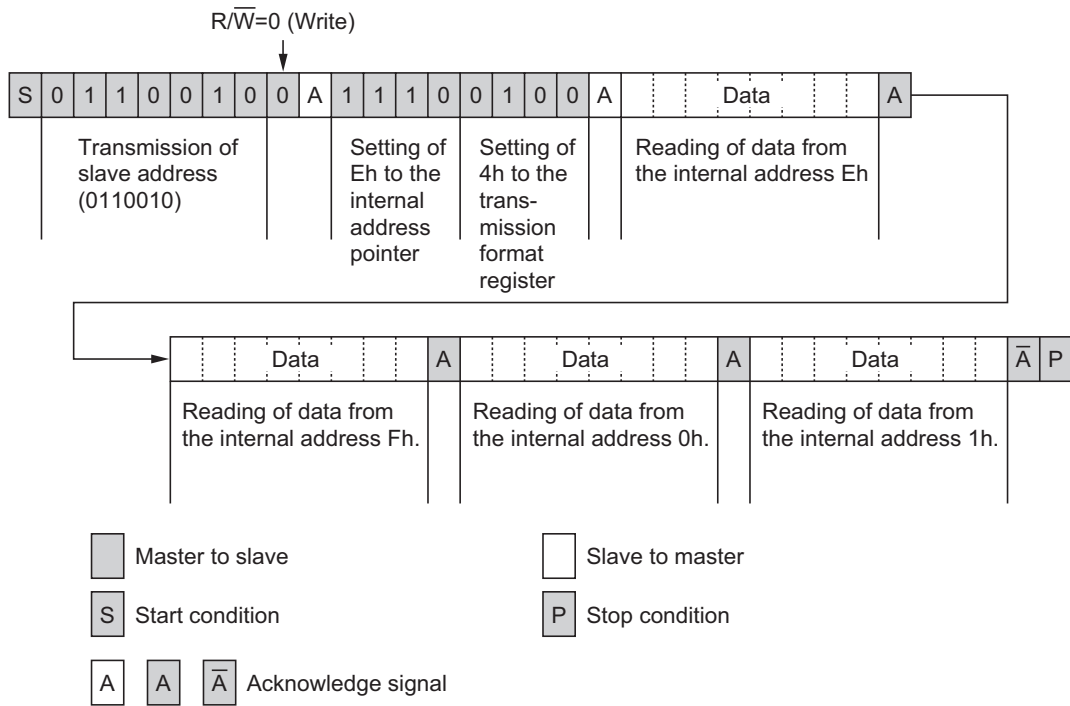 R/W̅=0 (Write)
S 0 1 1 0 0 1 0 0 A 1 1 1 0 0 1 0 0 A Data A
Transmission of
slave address
(0110010)
Setting of
Eh to the
internal
address
pointer
Setting of
4h to the
trans-
mission
format
register
Reading of data from
the internal address Eh
Data A Data A Data A̅ P
Reading of data from
the internal address Fh.
Reading of data from
the internal address 0h.
Reading of data from
the internal address 1h.
Master to slave
Slave to master
S Start condition
P Stop condition
A A A̅ Acknowledge signal